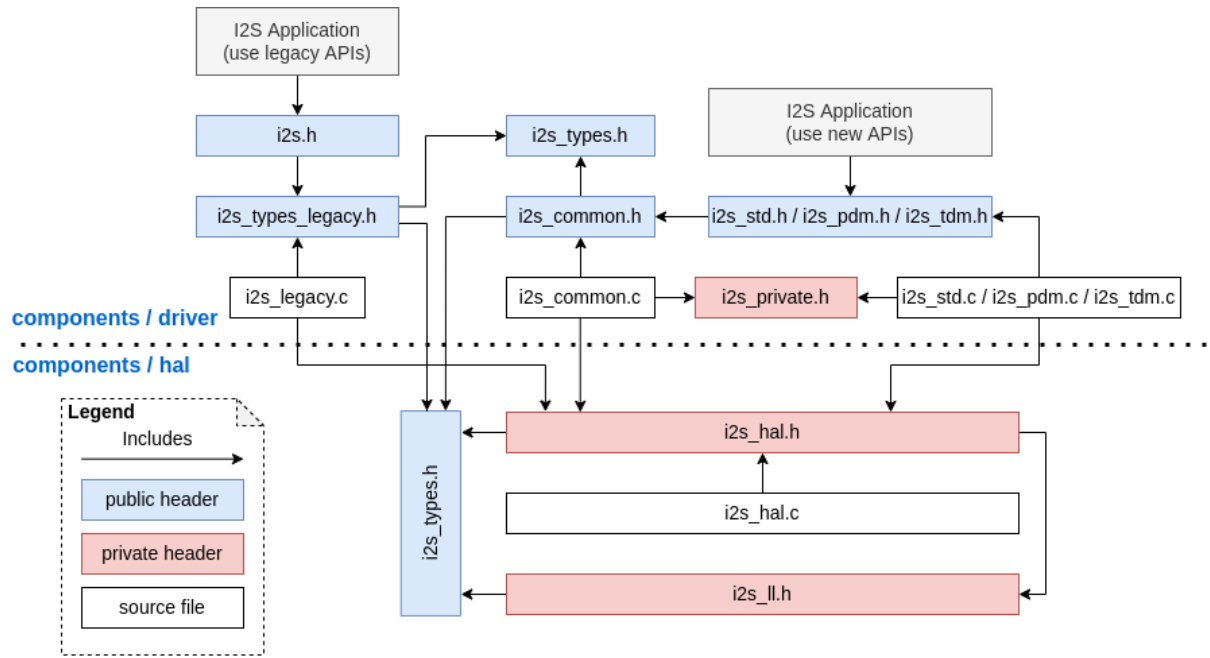 I2S Application
(use legacy APIs)
I2S Application
(use new APIs)
i2s.h
i2s_types.h
i2s_types_legacy.h
i2s_common.h
i2s_std.h / i2s_pdm.h / i2s_tdm.h
i2s_legacy.c
i2s_common.c
i2s_private.h
i2s_std.c / i2s_pdm.c / i2s_tdm.c
components / driver
components / hal
Legend
Includes
public header
private header
source file
i2s_types.h
i2s_hal.h
i2s_hal.c
i2s_ll.h